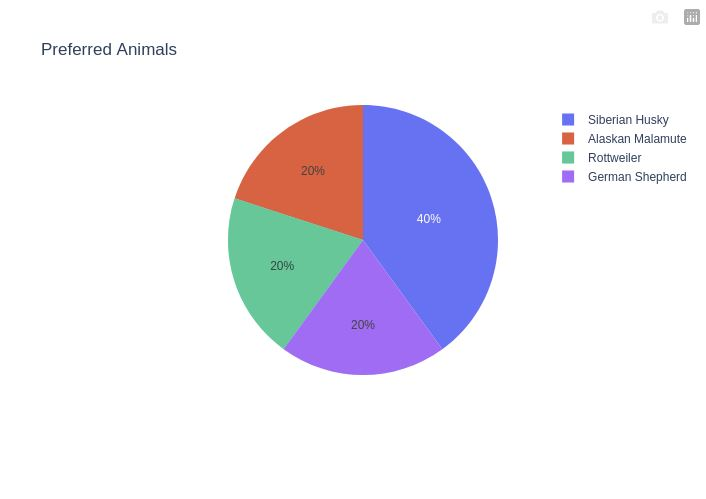 Preferred Animals
Siberian Husky
Alaskan Malamute
Rottweiler
German Shepherd
20%
40%
20%
20%